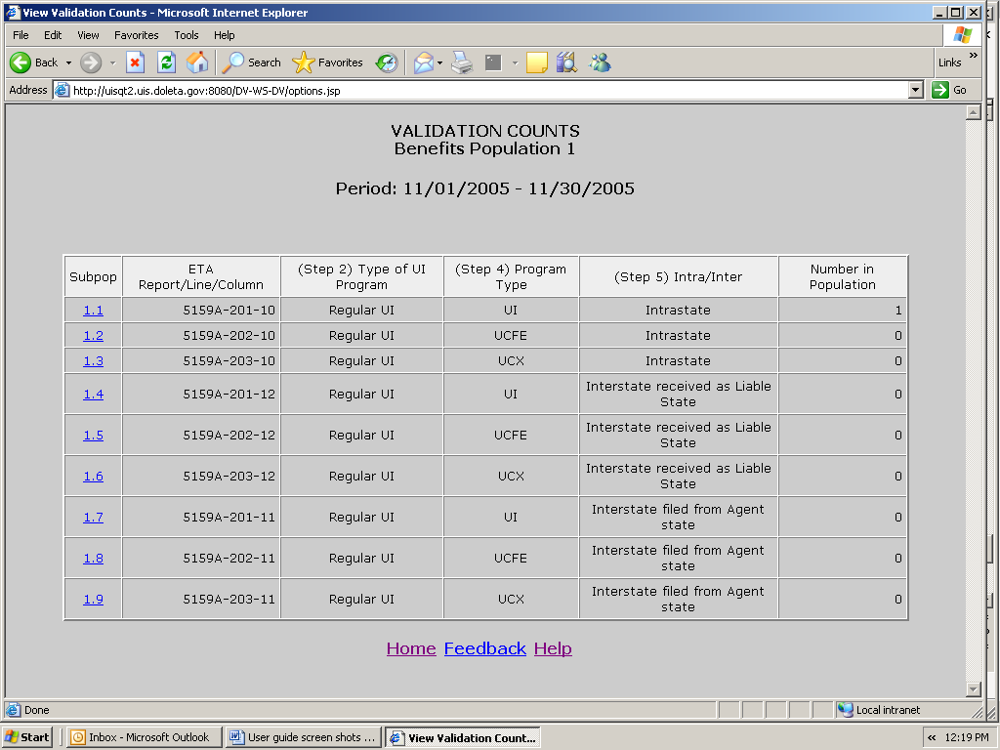 View Validation Counts - Microsoft Internet Explorer
File Edit View Favorites Tools Help
Back Search Favorites Links »
Address http://uisqt2.uis.doleta.gov:8080/DV-WS-DV/options.jsp Go
VALIDATION COUNTS
Benefits Population 1
Period: 11/01/2005 - 11/30/2005
Subpop
ETA
Report/Line/Column
(Step 2) Type of UI
Program
(Step 4) Program
Type
(Step 5) Intra/Inter
Number in
Population
1.1 5159A-201-10 Regular UI UI Intrastate 1
1.2 5159A-202-10 Regular UI UCFE Intrastate 0
1.3 5159A-203-10 Regular UI UCX Intrastate 0
1.4 5159A-201-12 Regular UI UI Interstate received as Liable
State 0
1.5 5159A-202-12 Regular UI UCFE Interstate received as Liable
State 0
1.6 5159A-203-12 Regular UI UCX Interstate received as Liable
State 0
1.7 5159A-201-11 Regular UI UI Interstate filed from Agent
state 0
1.8 5159A-202-11 Regular UI UCFE Interstate filed from Agent
state 0
1.9 5159A-203-11 Regular UI UCX Interstate filed from Agent
state 0
Home Feedback Help
Done Local intranet
Start Inbox - Microsoft Outlook User guide screen shots ... View Validation Count... « 12:19 PM